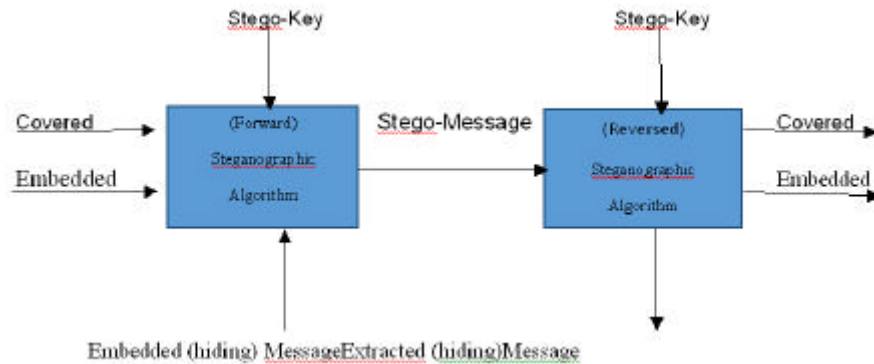 Stego-Key
Stego-Key
Covered
Embedded
(Forward)
Steganographic
Algorithm
Stego-Message
(Reversed)
Steganographic
Algorithm
Covered
Embedded
Embedded (hiding) MessageExtracted (hiding)Message